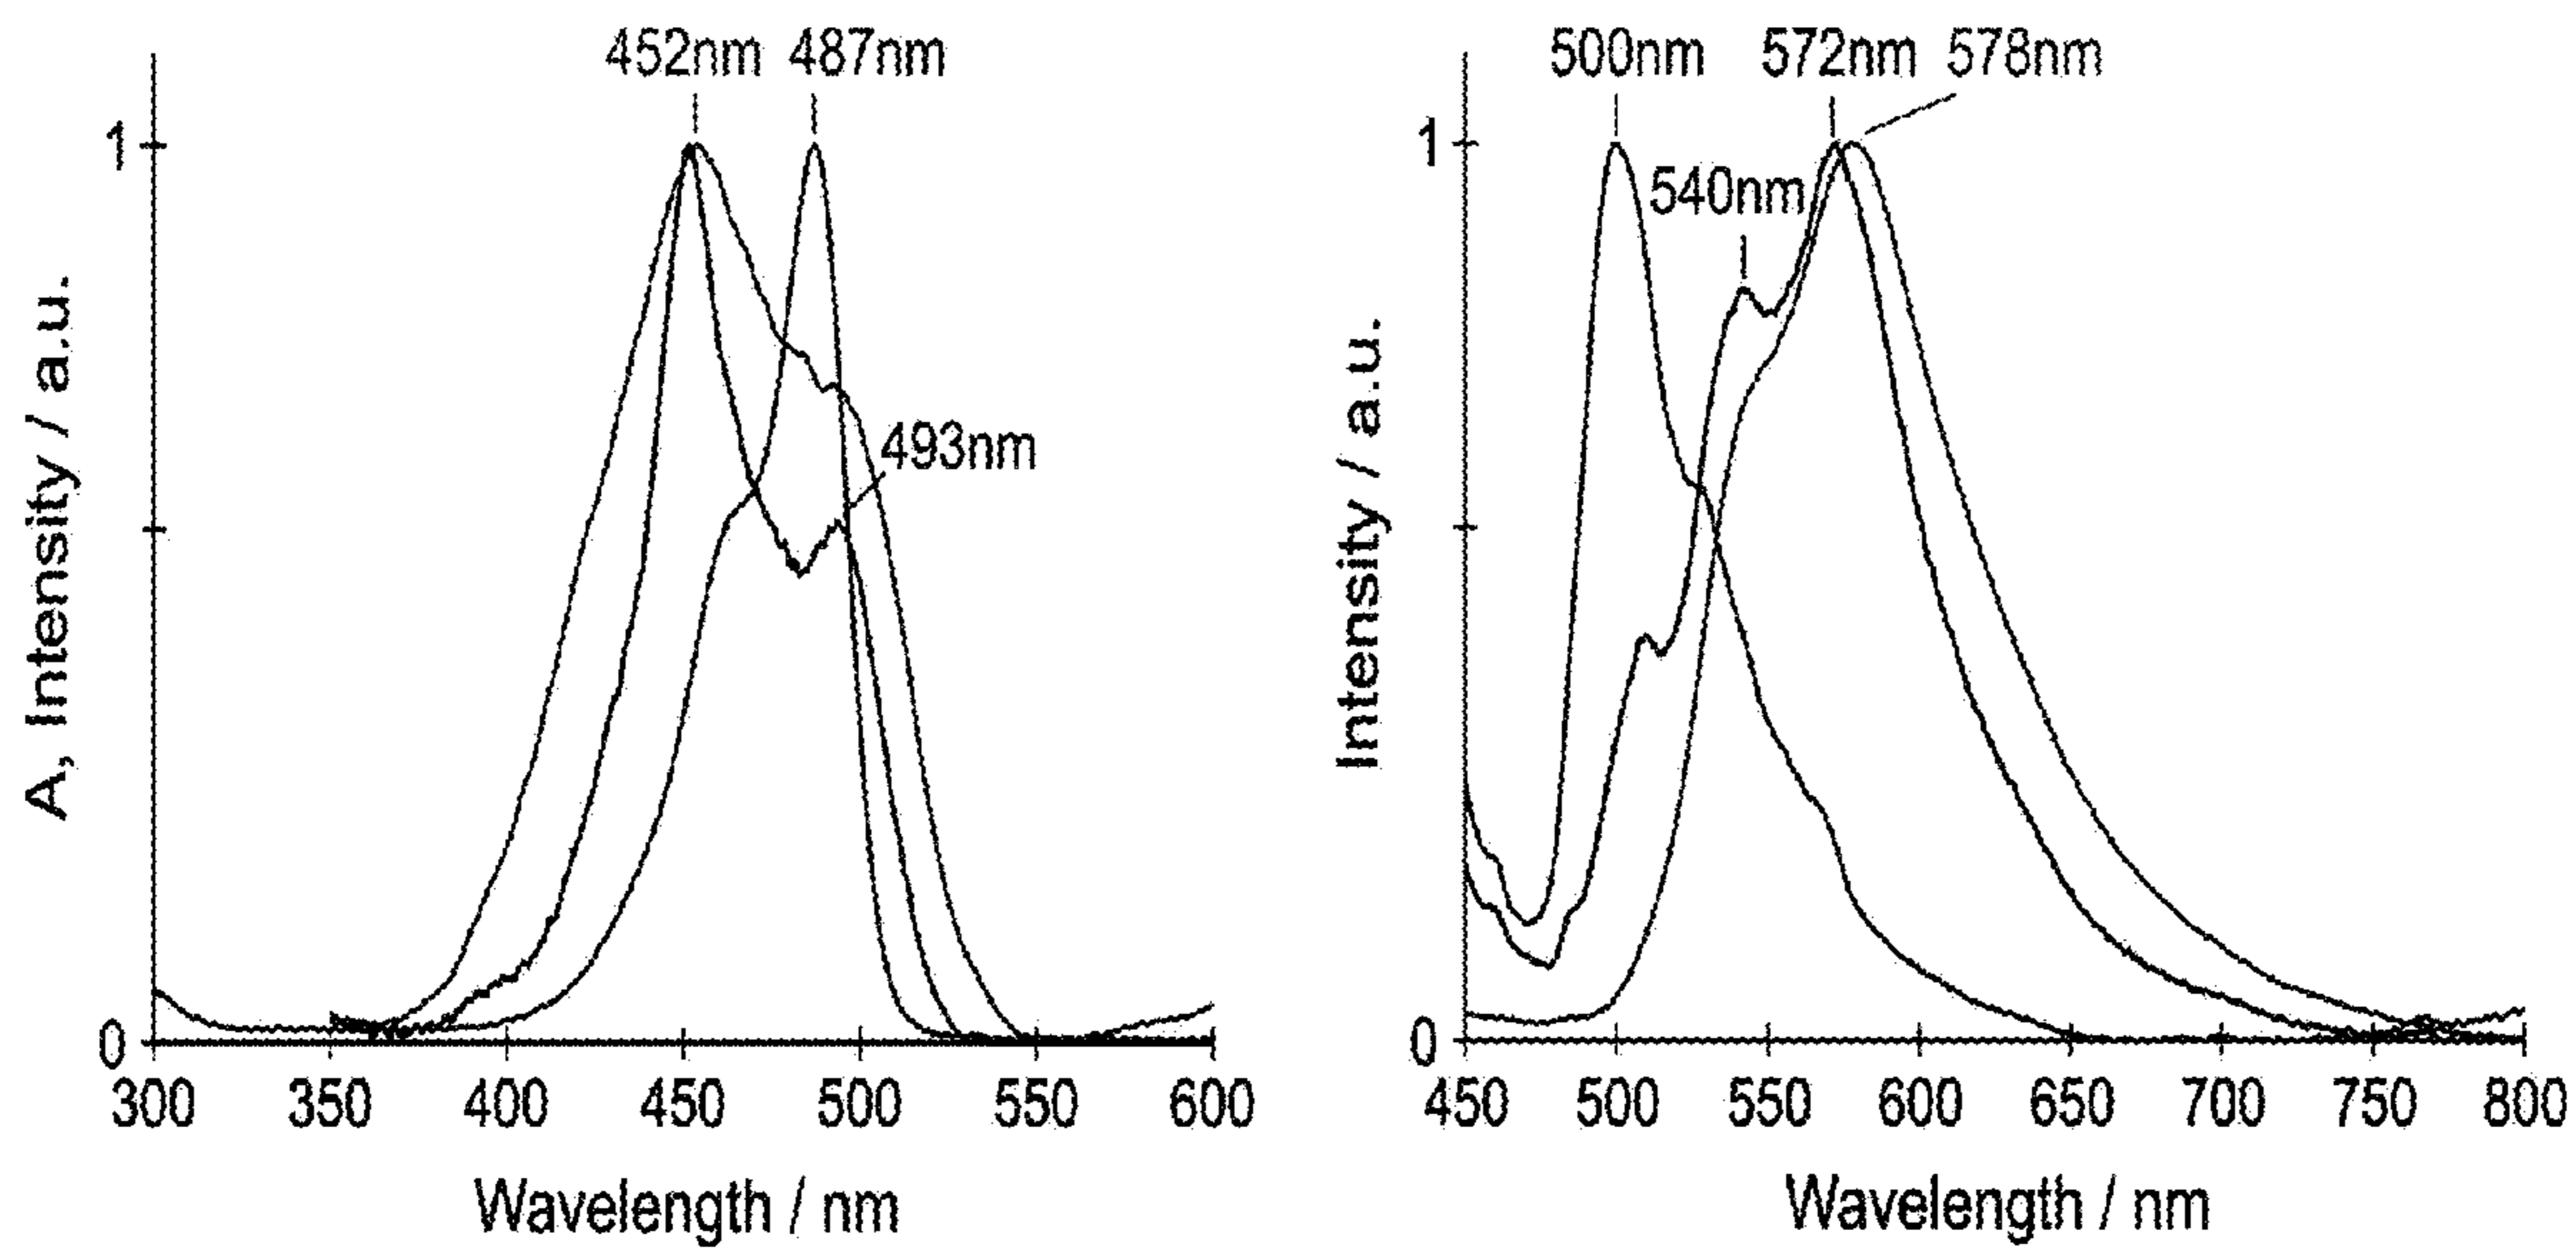 452nm 487nm
1
493nm
A, Intensity / a.u.
0
300 350 400 450 500 550 600
Wavelength / nm
500nm 572nm 578nm
1
540nm
Intensity / a.u.
0
450 500 550 600 650 700 750 800
Wavelength / nm